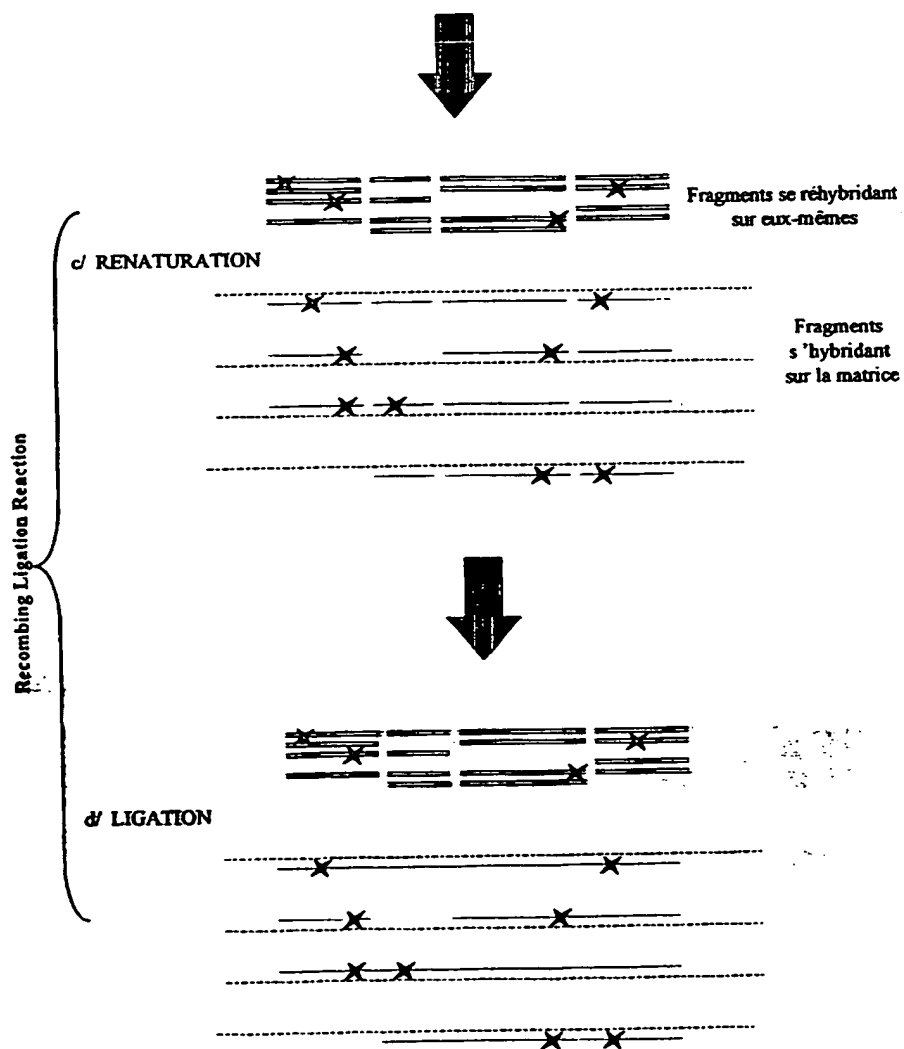 Fragments se réhybridant
sur eux-mêmes
c/ RENATURATION
Fragments
s 'hybridant
sur la matrice
Recombing Ligation Reaction
d/ LIGATION